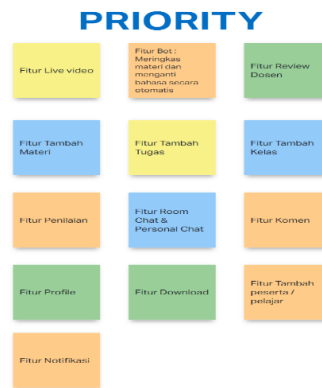 PRIORITY
Fitur Live video
Fitur Bot :
Meringkas
materi dan
menganti
bahasa secara
otomatis
Fitur Review
Dosen
Fitur Tambah
Materi
Fitur Tambah
Tugas
Fitur Tambah
Kelas
Fitur Penilaian
Fitur Room
Chat &
Personal Chat
Fitur Komen
Fitur Profile
Fitur Download
Fitur Tambah
peserta /
pelajar
Fitur Notifikasi